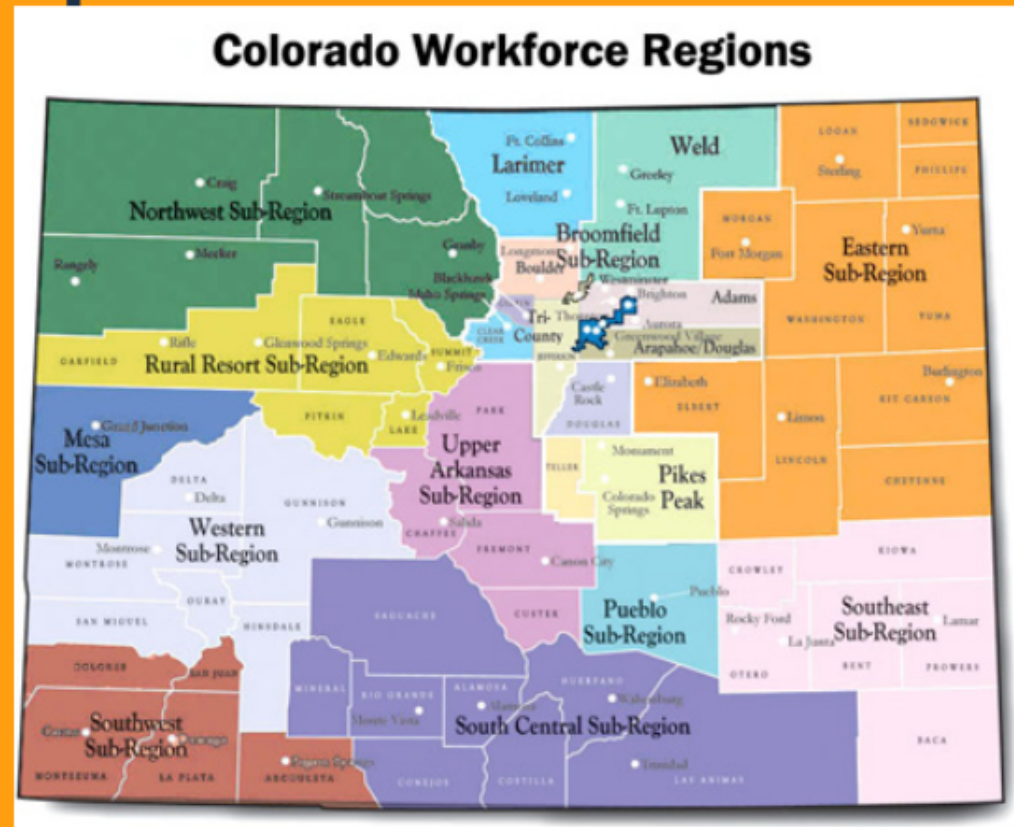 Colorado Workforce Regions
LOGAN
SEDGWICK
Ft. Collins
Larimer
Weld
Sterling
PHILLIPS
Craig
Greeley
Steamboat Springs
Loveland
Northwest Sub-Region
Ft. Lupton
MORGAN
Yuma
Broomfield
Sub-Region
Granby
Longmont
Fort Morgan
Eastern
Sub-Region
Meeker
Rangely
Boulder
Blackhawk
Westminster
Idaho Springs
Brighton
Adams
Tri-
County
WASHINGTON
YUMA
EAGLE
CLEAR
CREEK
Aurora
Greenwood Village
Rifle
Glenwood Springs
Edwards
SUMMIT
JEFFERSON
Arapahoe/Douglas
GARFIELD
Rural Resort Sub-Region
Frisco
Burlington
Castle
Rock
Elizabeth
KIT CARSON
PITKIN
Leadville
LAKE
PARK
ELBERT
Limon
DOUGLAS
Grand Junction
Mesa
Sub-Region
Upper
Arkansas
Sub-Region
Monument
LINCOLN
TELLER
Pikes
Peak
DELTA
Delta
Colorado
Springs
CHEYENNE
GUNNISON
Gunnison
Western
Sub-Region
Salida
CHAFFEE
Montrose
MONTROSE
FREMONT
Canon City
KIOWA
CROWLEY
OURAY
Pueblo
Pueblo
Sub-Region
SAN MIGUEL
HINSDALE
SAGUACHE
CUSTER
Rocky Ford
Southeast
Sub-Region
Lamar
La Junta
DOLORES
SAN JUAN
OTERO
BENT
PROWERS
MINERAL
RIO GRANDE
ALAMOSA
Alamosa
HUERFANO
Walsenburg
Monte Vista
Southwest
Sub-Region
South Central Sub-Region
BACA
Pagosa Springs
Trinidad
MONTEZUMA
LA PLATA
ARCHULETA
CONEJOS
COSTILLA
LAS ANIMAS